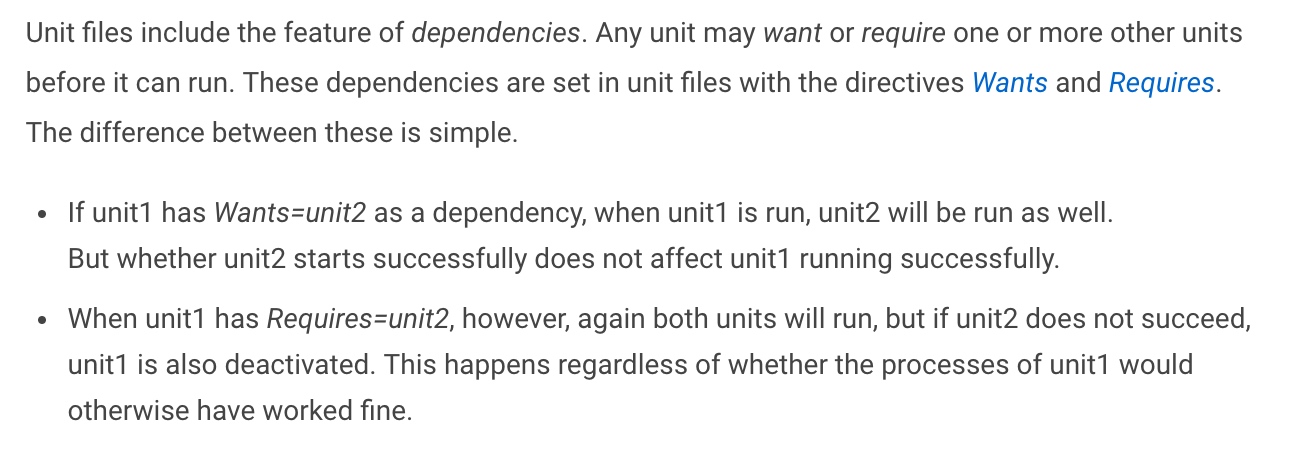 Unit files include the feature of dependencies. Any unit may want or require one or more other units
before it can run. These dependencies are set in unit files with the directives Wants and Requires.
The difference between these is simple.
• If unit1 has Wants=unit2 as a dependency, when unit1 is run, unit2 will be run as well.
But whether unit2 starts successfully does not affect unit1 running successfully.
• When unit1 has Requires=unit2, however, again both units will run, but if unit2 does not succeed,
unit1 is also deactivated. This happens regardless of whether the processes of unit1 would
otherwise have worked fine.